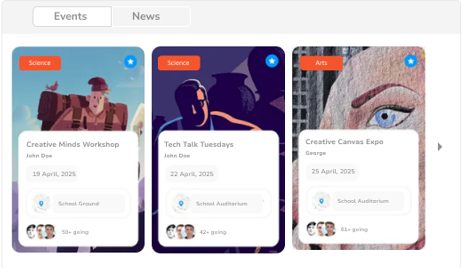 Events
News
Science
Creative Minds Workshop
John Doe
19 April, 2025
School Ground
50+ going
Science
Tech Talk Tuesdays
John Doe
22 April, 2025
School Auditorium
42+ going
Arts
Creative Canvas Expo
George
25 April, 2025
School Auditorium
51+ going